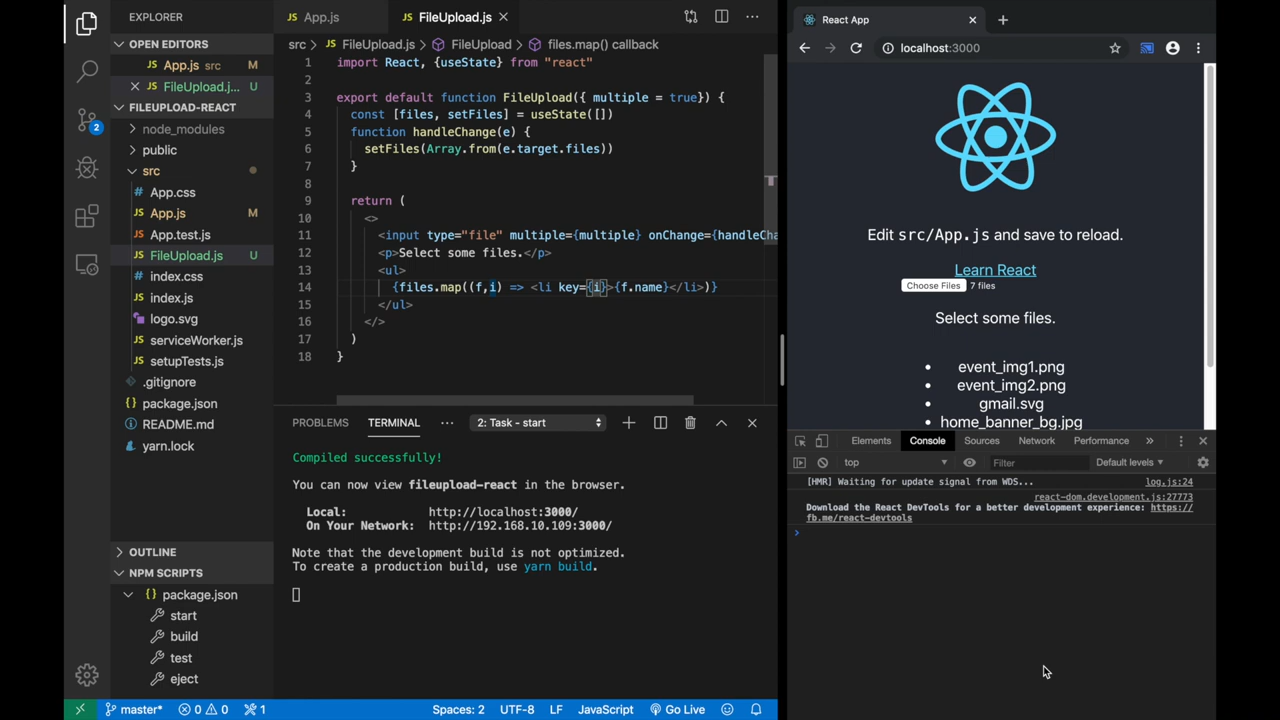 EXPLORER
OPEN EDITORS
App.js src M
FileUpload.j... U
FILEUPLOAD-REACT
node_modules
public
src
App.css
App.js M
App.test.js
FileUpload.js U
index.css
index.js
logo.svg
serviceWorker.js
setupTests.js
.gitignore
package.json
README.md
yarn.lock
OUTLINE
NPM SCRIPTS
package.json
start
build
test
eject
2
App.js
FileUpload.js
src > FileUpload.js > FileUpload > files.map() callback
1 import React, {useState} from "react"
2
3 export default function FileUpload({ multiple = true}) {
4 const [files, setFiles] = useState([])
5 function handleChange(e) {
6 setFiles(Array.from(e.target.files))
7 }
8
9 return (
10 <>
11 <input type="file" multiple={multiple} onChange={handleCha
12 <p>Select some files.</p>
13 <ul>
14 {files.map((f,i) => <li key={i}>{f.name}</li>)}
15 </ul>
16 </>
17 )
18 }
PROBLEMS TERMINAL ... 2: Task - start
Compiled successfully!
You can now view fileupload-react in the browser.
Local: http://localhost:3000/
On Your Network: http://192.168.10.109:3000/
Note that the development build is not optimized.
To create a production build, use yarn build.
master* 0 0 1 Spaces: 2 UTF-8 LF JavaScript Go Live
React App
localhost:3000
Edit src/App.js and save to reload.
Learn React
Choose Files 7 files
Select some files.
• event_img1.png
• event_img2.png
• gmail.svg
• home_banner_bg.jpg
Elements Console Sources Network Performance »
top Filter Default levels
[HMR] Waiting for update signal from WDS... log.js:24
react-dom.development.js:27773
Download the React DevTools for a better development experience: https://
fb.me/react-devtools